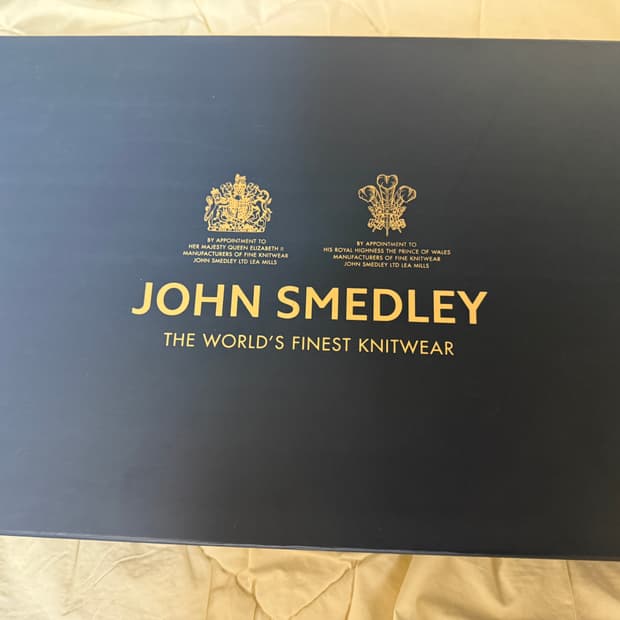 BY APPOINTMENT TO
HER MAJESTY QUEEN ELIZABETH II
MANUFACTURERS OF FINE KNITWEAR
JOHN SMEDLEY LTD LEA MILLS
BY APPOINTMENT TO
HIS ROYAL HIGHNESS THE PRINCE OF WALES
MANUFACTURERS OF FINE KNITWEAR
JOHN SMEDLEY LTD LEA MILLS
JOHN SMEDLEY
THE WORLD'S FINEST KNITWEAR